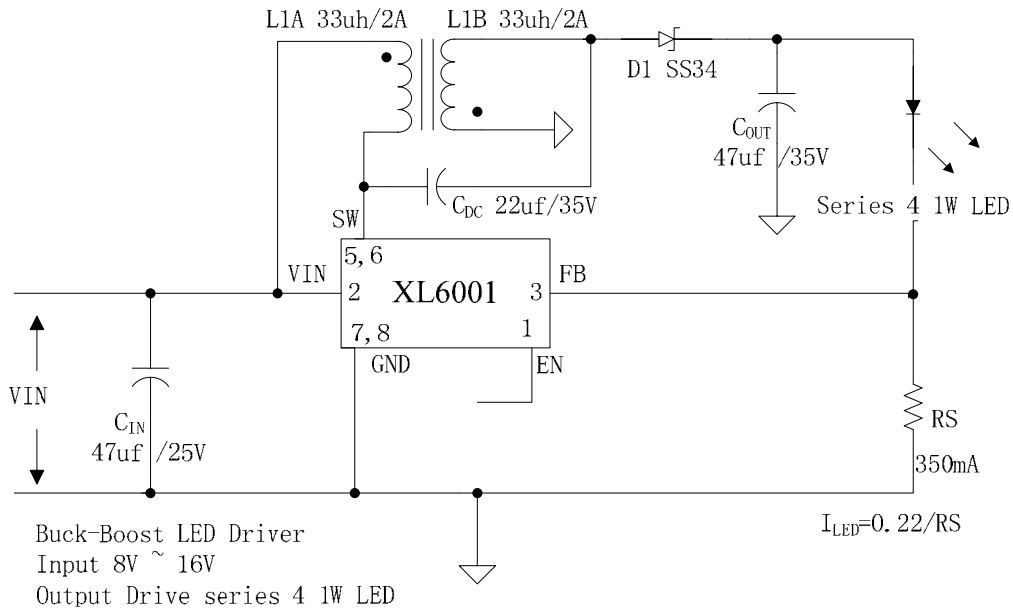 L1A 33uh/2A
L1B 33uh/2A
D1 SS34
COUT
47uf /35V
CDC 22uf/35V
Series 4 1W LED
SW
5,6
VIN
2
XL6001
3
FB
7,8
1
GND
EN
VIN
CIN
47uf /25V
RS
350mA
ILED=0.22/RS
Buck-Boost LED Driver
Input 8V ~ 16V
Output Drive series 4 1W LED